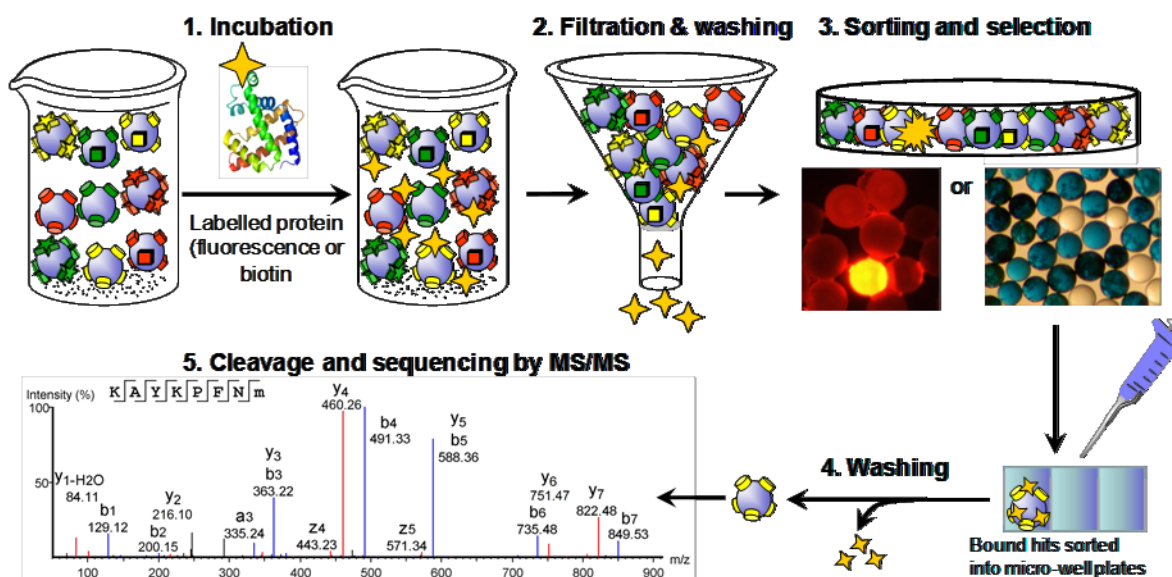 1. Incubation
2. Filtration & washing
3. Sorting and selection
Labelled protein
(fluorescence or
biotin
or
5. Cleavage and sequencing by MS/MS
Intensity (%)
K A Y K P F N m
100
50
y1-H2O
84.11
b1
129.12
b2
200.15
y2
216.10
a3
335.24
y3
b3
363.22
z4
443.23
y4
460.26
b4
491.33
z5
571.34
y5
b5
588.36
b6
735.48
y6
751.47
y7
822.48
b7
849.53
100 200 300 400 500 600 700 800 900 m/z
4. Washing
Bound hits sorted
into micro-well plates